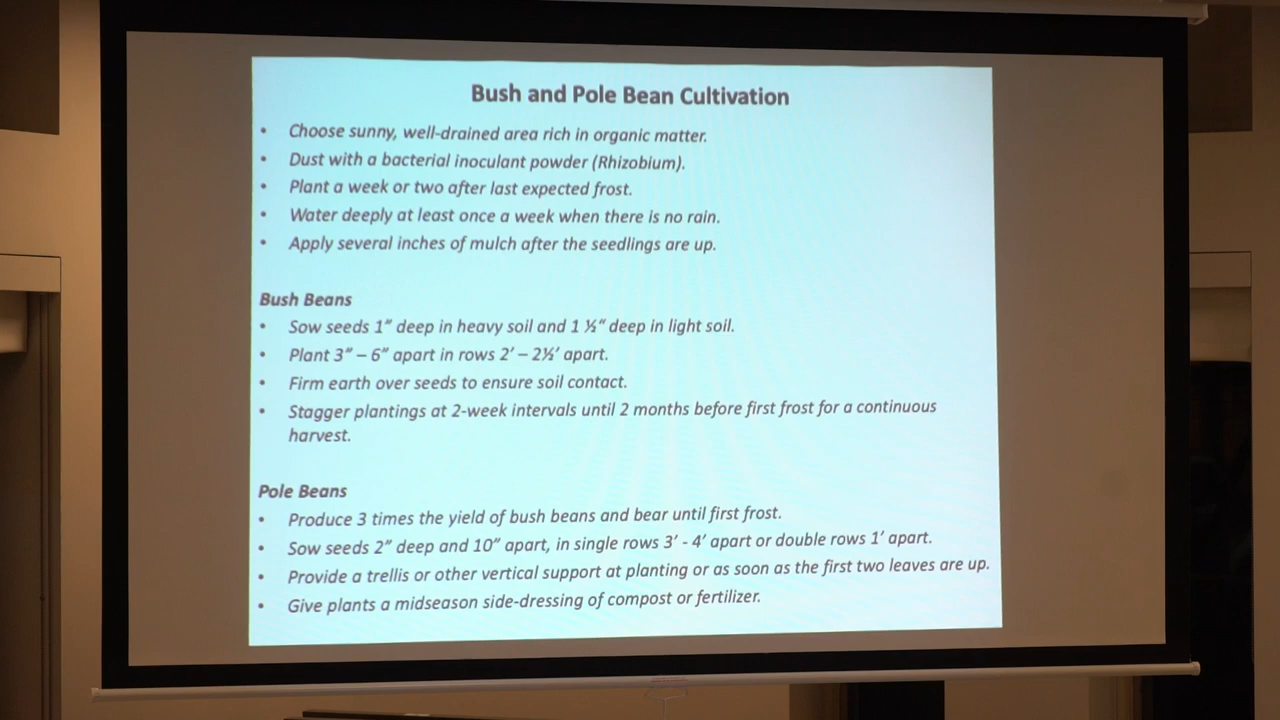 Bush and Pole Bean Cultivation
• Choose sunny, well-drained area rich in organic matter.
• Dust with a bacterial inoculant powder (Rhizobium).
• Plant a week or two after last expected frost.
• Water deeply at least once a week when there is no rain.
• Apply several inches of mulch after the seedlings are up.
Bush Beans
• Sow seeds 1” deep in heavy soil and 1 ½“ deep in light soil.
• Plant 3” – 6” apart in rows 2’ – 2½’ apart.
• Firm earth over seeds to ensure soil contact.
• Stagger plantings at 2-week intervals until 2 months before first frost for a continuous
harvest.
Pole Beans
• Produce 3 times the yield of bush beans and bear until first frost.
• Sow seeds 2” deep and 10” apart, in single rows 3’ - 4’ apart or double rows 1’ apart.
• Provide a trellis or other vertical support at planting or as soon as the first two leaves are up.
• Give plants a midseason side-dressing of compost or fertilizer.